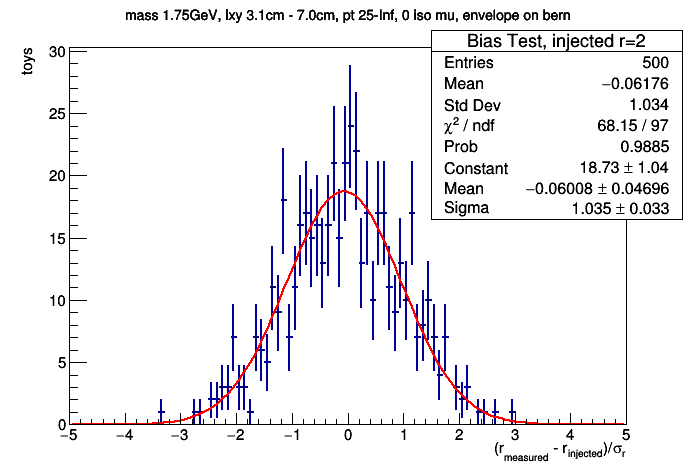 mass 1.75GeV, lxy 3.1cm - 7.0cm, pt 25-Inf, 0 Iso mu, envelope on bern
Bias Test, injected r=2
Entries 500
Mean −0.06176
Std Dev 1.034
χ² / ndf 68.15 / 97
Prob 0.9885
Constant 18.73 ± 1.04
Mean −0.06008 ± 0.04696
Sigma 1.035 ± 0.033
toys
30
25
20
15
10
5
0
−5 −4 −3 −2 −1 0 1 2 3 4 5
(r_measured - r_injected)/σ_r